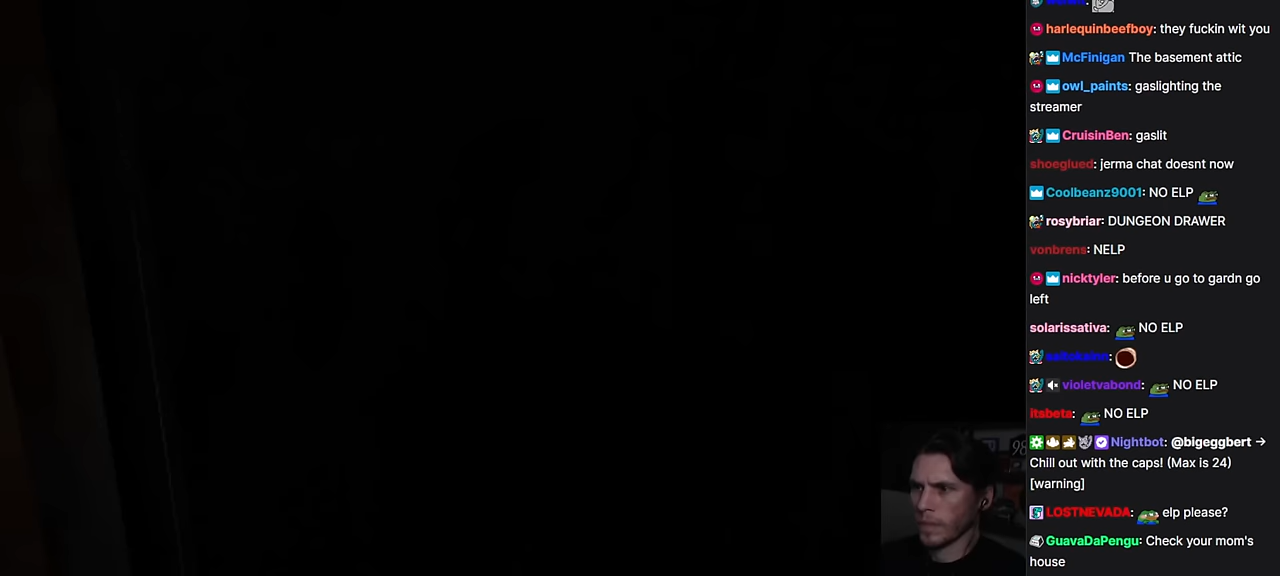 harlequinbeefboy: they fuckin wit you
McFinigan The basement attic
owl_paints: gaslighting the
streamer
CruisinBen: gaslit
shoeglued: jerma chat doesnt now
Coolbeanz9001: NO ELP
rosybriar: DUNGEON DRAWER
vonbrens: NELP
nicktyler: before u go to gardn go
left
solarissativa: NO ELP
violetvabond: NO ELP
itsbeta: NO ELP
Nightbot: @bigeggbert →
Chill out with the caps! (Max is 24)
[warning]
LOSTNEVADA: elp please?
GuavaDaPengu: Check your mom's
house